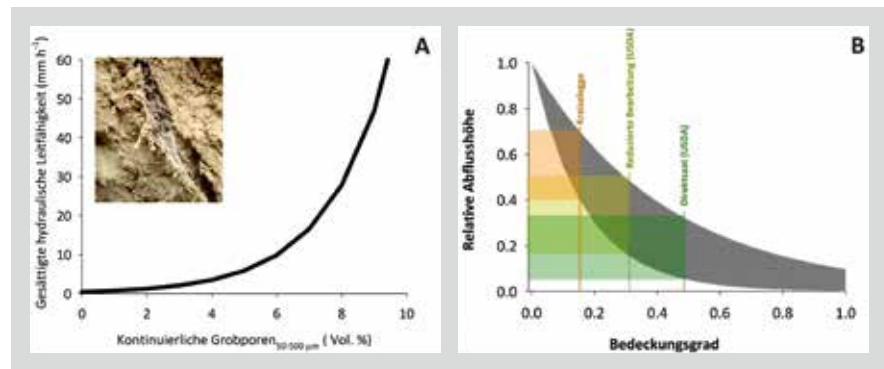 A
Gesättigte hydraulische Leitfähigkeit (mm h⁻¹)
60
50
40
30
20
10
0
0 2 4 6 8 10
Kontinuierliche Grobporen50-500 µm ( Vol. %)
B
Relative Abflusshöhe
1.0
0.8
0.6
0.4
0.2
0.0
0.0 0.2 0.4 0.6 0.8 1.0
Bedeckungsgrad
Kreiselegge
Reduzierte Bearbeitung (USDA)
Direktsaat (USDA)